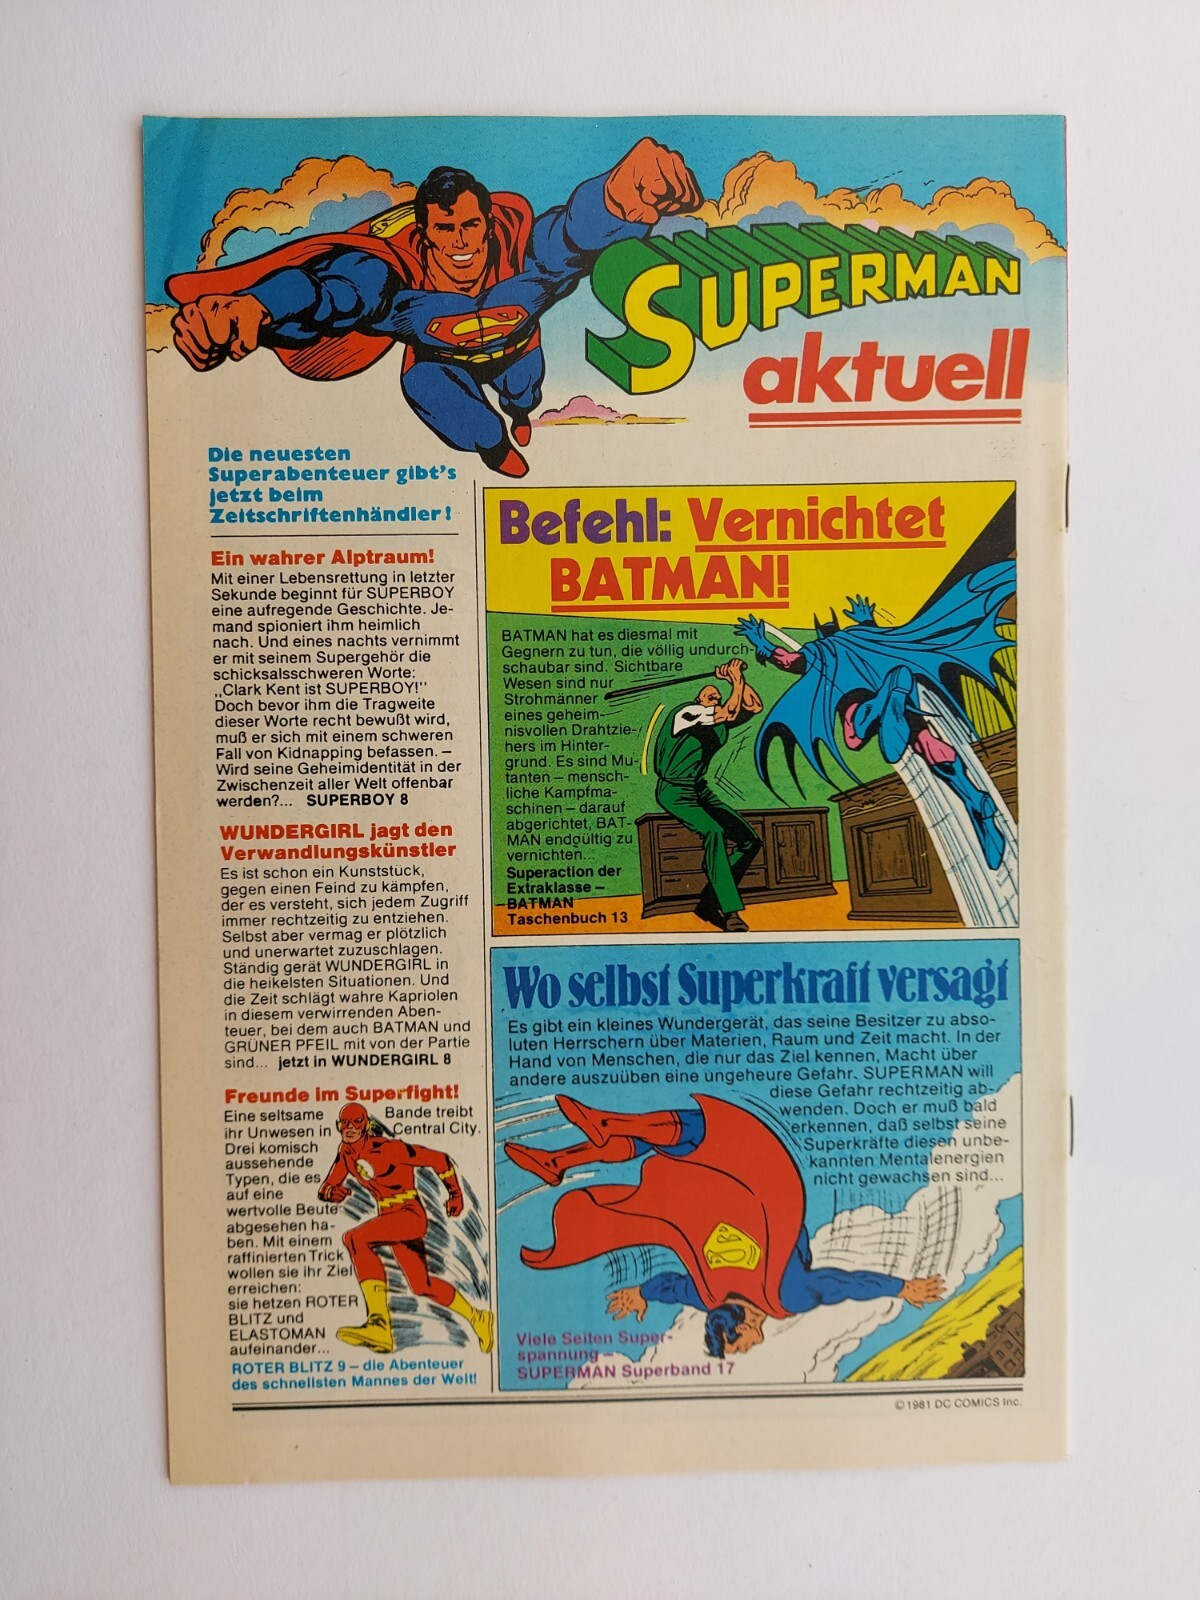 SUPERMAN
aktuell
Die neuesten
Superabenteuer gibt's
jetzt beim
Zeitschriftenhändler!
Ein wahrer Alptraum!
Mit einer Lebensrettung in letzter
Sekunde beginnt für SUPERBOY
eine aufregende Geschichte. Je-
mand spioniert ihm heimlich
nach. Und eines nachts vernimmt
er mit seinem Supergehör die
schicksalsschweren Worte:
„Clark Kent ist SUPERBOY!"
Doch bevor ihm die Tragweite
dieser Worte recht bewußt wird,
muß er sich mit einem schweren
Fall von Kidnapping befassen. –
Wird seine Geheimidentität in der
Zwischenzeit aller Welt offenbar
werden?... SUPERBOY 8
WUNDERGIRL jagt den
Verwandlungskünstler
Es ist schon ein Kunststück,
gegen einen Feind zu kämpfen,
der es versteht, sich jedem Zugriff
immer rechtzeitig zu entziehen.
Selbst aber vermag er plötzlich
und unerwartet zuzuschlagen.
Ständig gerät WUNDERGIRL in
die heikelsten Situationen. Und
die Zeit schlägt wahre Kapriolen
in diesem verwirrenden Aben-
teuer, bei dem auch BATMAN und
GRÜNER PFEIL mit von der Partie
sind... jetzt in WUNDERGIRL 8
Freunde im Superfight!
Eine seltsame Bande treibt
ihr Unwesen in Central City.
Drei komisch
aussehende
Typen, die es
auf eine
wertvolle Beute
abgesehen ha-
ben. Mit einem
raffinierten Trick
wollen sie ihr Ziel
erreichen:
sie hetzen ROTER
BLITZ und
ELASTOMAN
aufeinander...
ROTER BLITZ 9 – die Abenteuer
des schnellsten Mannes der Welt!
Befehl: Vernichtet
BATMAN!
BATMAN hat es diesmal mit
Gegnern zu tun, die völlig undurch-
schaubar sind. Sichtbare
Wesen sind nur
Strohmänner
eines geheim-
nisvollen Drahtzie-
hers im Hinter-
grund. Es sind Mu-
tanten – mensch-
liche Kampfma-
schinen – darauf
abgerichtet, BAT-
MAN endgültig zu
vernichten...
Superaction der
Extraklasse –
BATMAN
Taschenbuch 13
Wo selbst Superkraft versagt
Es gibt ein kleines Wundergerät, das seine Besitzer zu abso-
luten Herrschern über Materien, Raum und Zeit macht. In der
Hand von Menschen, die nur das Ziel kennen, Macht über
andere auszuüben eine ungeheure Gefahr. SUPERMAN will
diese Gefahr rechtzeitig ab-
wenden. Doch er muß bald
erkennen, daß selbst seine
Superkräfte diesen unbe-
kannten Mentalenergien
nicht gewachsen sind...
Viele Seiten Super-
spannung –
SUPERMAN Superband 17
©1981 DC COMICS Inc.